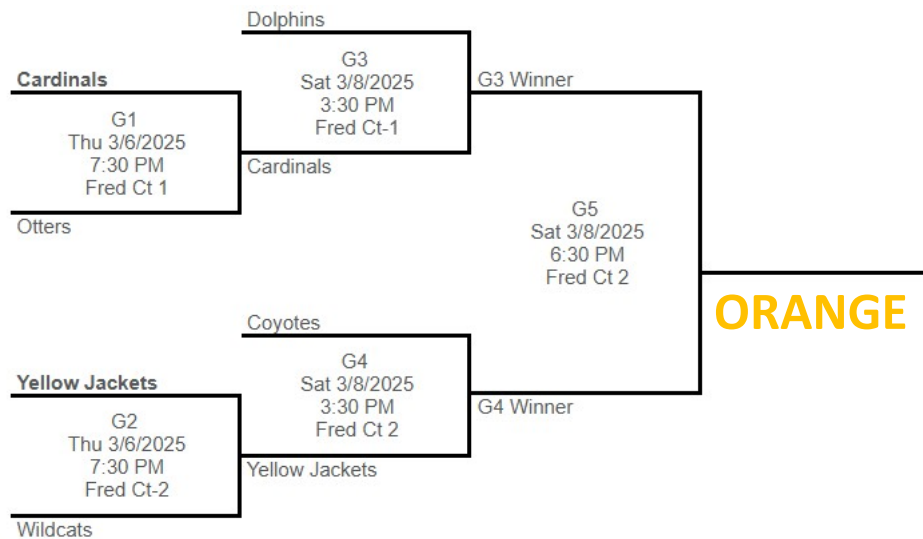 Dolphins
G3
Sat 3/8/2025
3:30 PM
Fred Ct-1
Cardinals
G3 Winner
G1
Thu 3/6/2025
7:30 PM
Fred Ct 1
Cardinals
Otters
G5
Sat 3/8/2025
6:30 PM
Fred Ct 2
ORANGE
Coyotes
G4
Sat 3/8/2025
3:30 PM
Fred Ct 2
Yellow Jackets
G4 Winner
G2
Thu 3/6/2025
7:30 PM
Fred Ct-2
Yellow Jackets
Wildcats